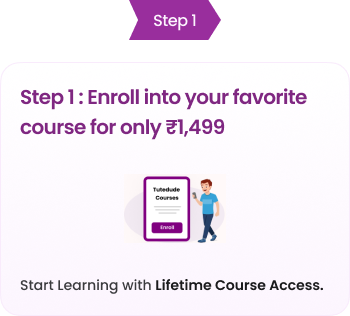 Step 1
Step 1 : Enroll into your favorite
course for only ₹1,499
Tutedude
Courses
Enroll
Start Learning with Lifetime Course Access.